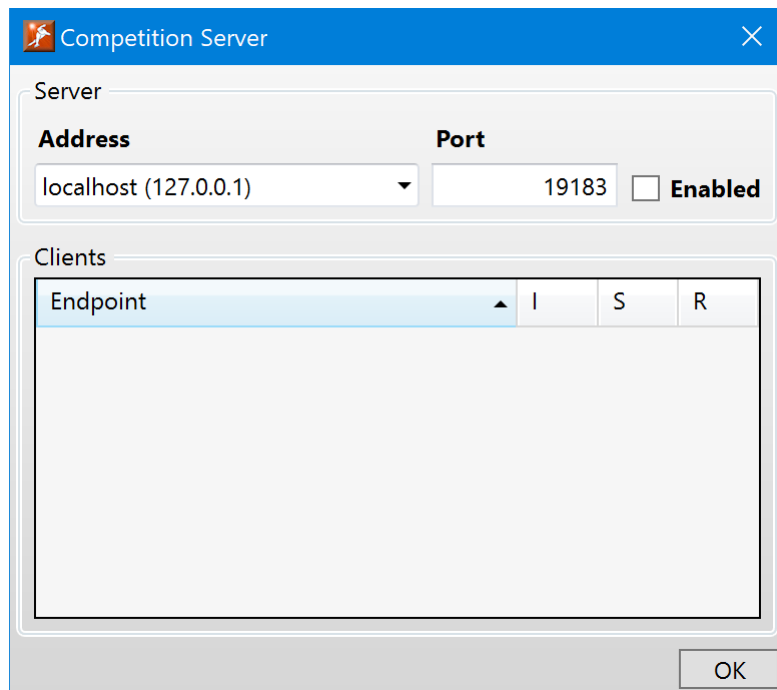 Competition Server
Server
Address Port
localhost (127.0.0.1) 19183 Enabled
Clients
Endpoint I S R
OK